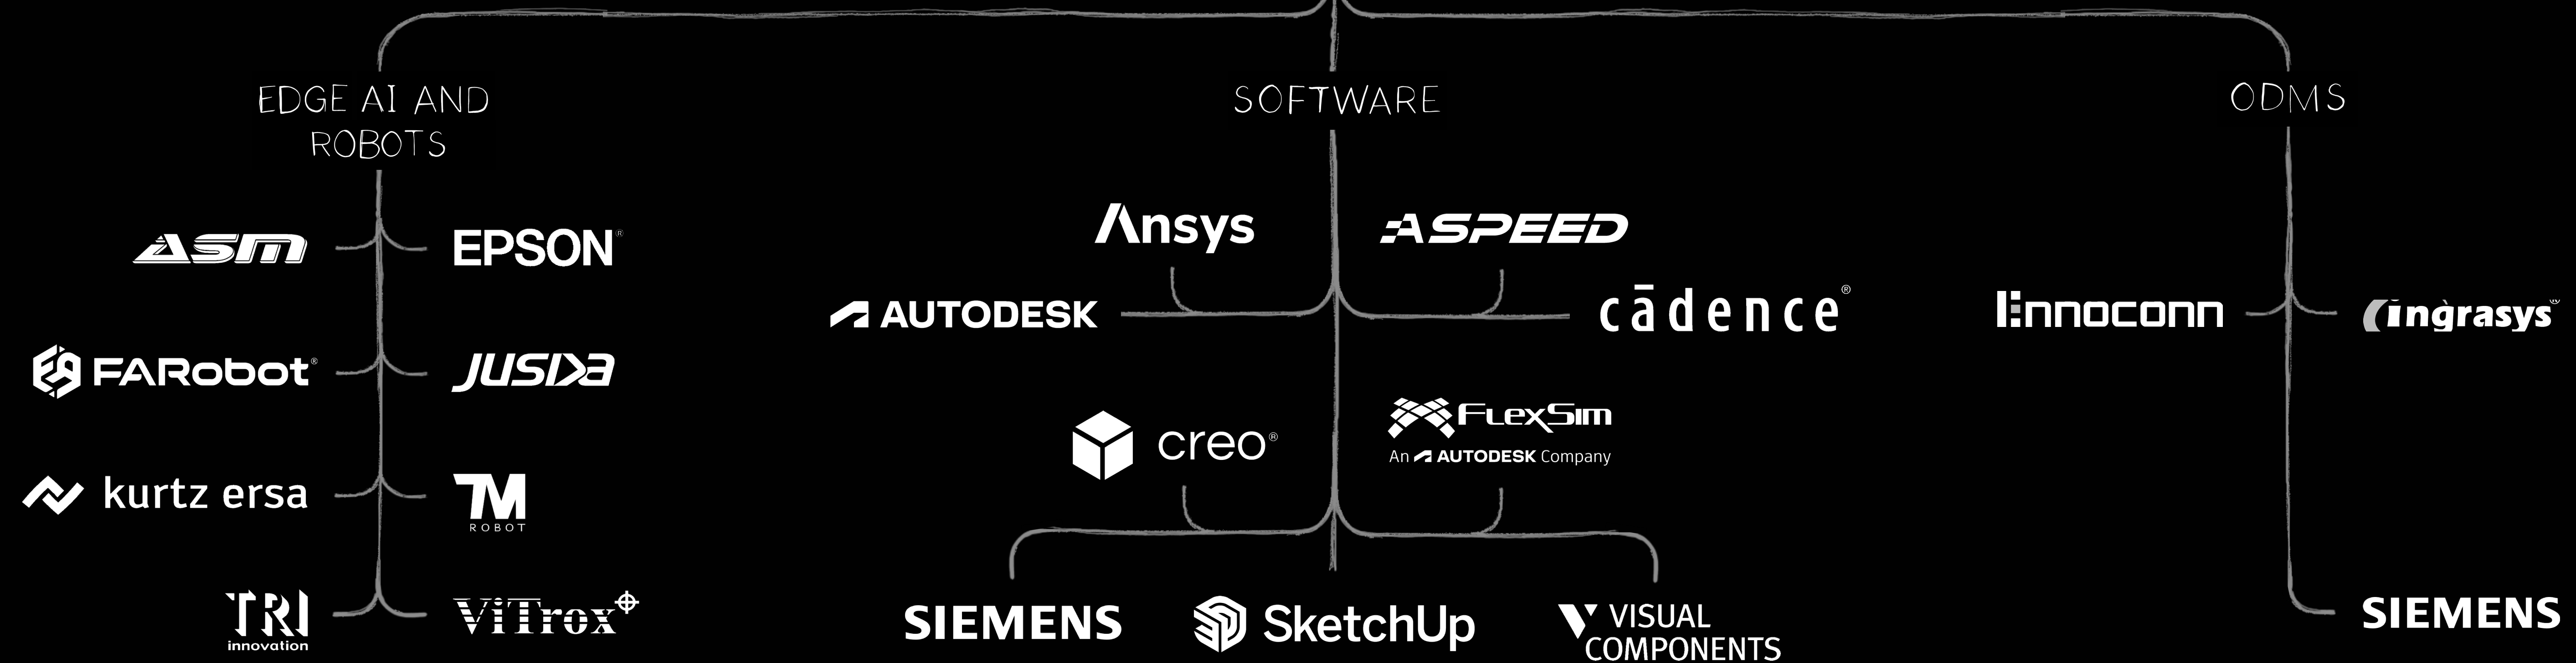 EDGE AI AND
ROBOTS
ASM
EPSON®
FARobot®
JUSDA
kurtz ersa
TM
ROBOT
TRI
innovation
ViTrox
SOFTWARE
Ansys
ASPEED
AUTODESK
cādence®
creo®
FLexSim
An AUTODESK Company
SIEMENS
SketchUp
VISUAL
COMPONENTS
ODMS
Ennoconn
ingrasys®
SIEMENS